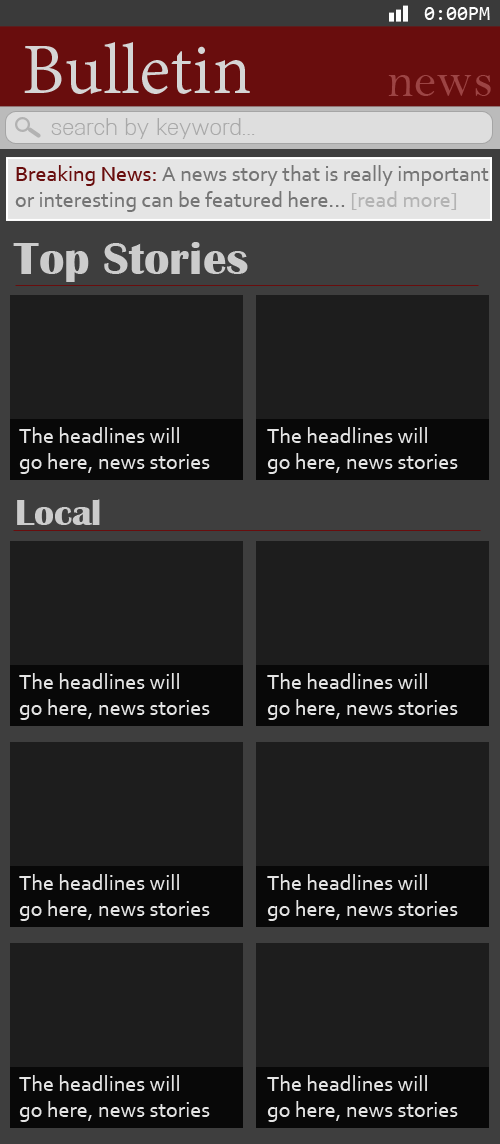 0:00PM
Bulletin
news
search by keyword...
Breaking News: A news story that is really important
or interesting can be featured here... [read more]
Top Stories
The headlines will
go here, news stories
The headlines will
go here, news stories
Local
The headlines will
go here, news stories
The headlines will
go here, news stories
The headlines will
go here, news stories
The headlines will
go here, news stories
The headlines will
go here, news stories
The headlines will
go here, news stories